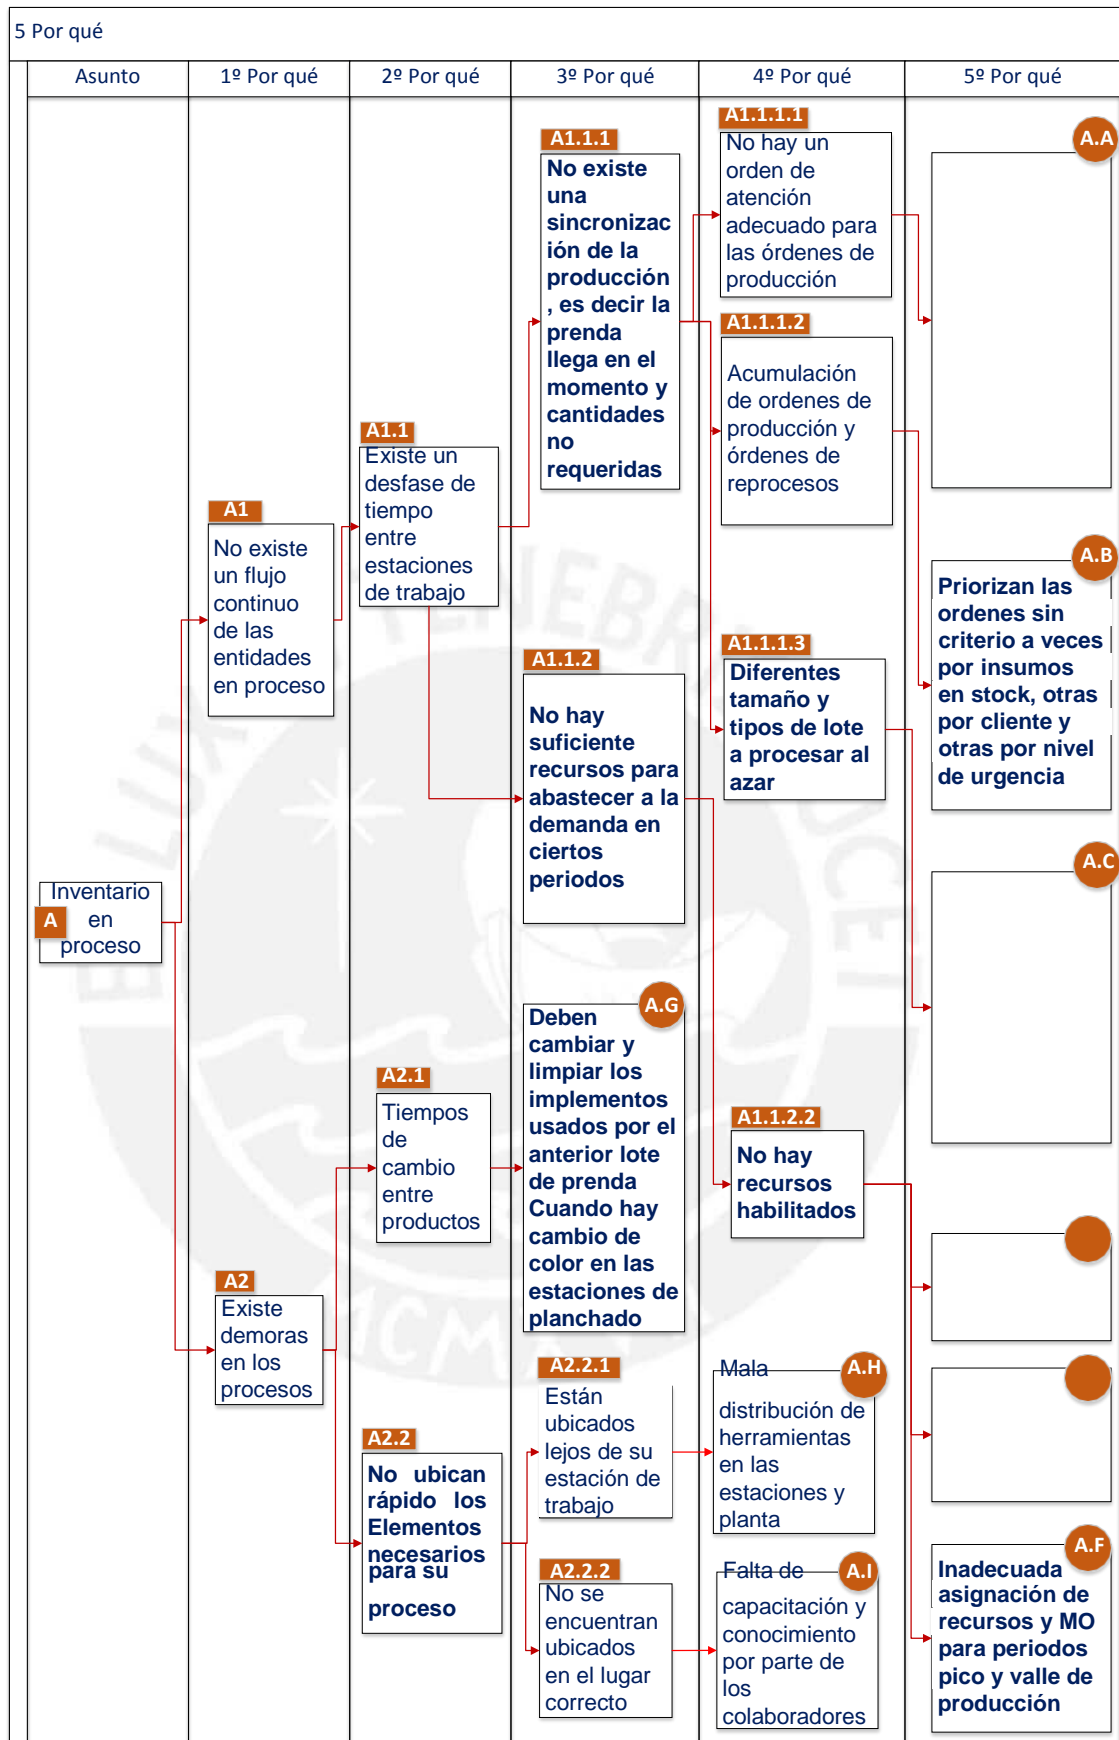 5 Por qué
Asunto
1º Por qué
2º Por qué
3º Por qué
4º Por qué
5º Por qué
A
Inventario
en
proceso
A1
No existe
un flujo
continuo
de las
entidades
en proceso
A2
Existe
demoras
en los
procesos
A1.1
Existe un
desfase de
tiempo
entre
estaciones
de trabajo
A2.1
Tiempos
de
cambio
entre
productos
A2.2
No ubican
rápido los
Elementos
necesarios
para su
proceso
A1.1.1
No existe
una
sincronizac
ión de la
producción
, es decir la
prenda
llega en el
momento y
cantidades
no
requeridas
A1.1.2
No hay
suficiente
recursos para
abastecer a la
demanda en
ciertos
periodos
A.G
Deben
cambiar y
limpiar los
implementos
usados por el
anterior lote
de prenda
Cuando hay
cambio de
color en las
estaciones de
planchado
A2.2.1
Están
ubicados
lejos de su
estación de
trabajo
A2.2.2
No se
encuentran
ubicados
en el lugar
correcto
A1.1.1.1
No hay un
orden de
atención
adecuado para
las órdenes de
producción
A1.1.1.2
Acumulación
de ordenes de
producción y
órdenes de
reprocesos
A1.1.1.3
Diferentes
tamaño y
tipos de lote
a procesar al
azar
A1.1.2.2
No hay
recursos
habilitados
A.H
Mala
distribución de
herramientas
en las
estaciones y
planta
A.I
Falta de
capacitación y
conocimiento
por parte de
los
colaboradores
A.A
A.B
Priorizan las
ordenes sin
criterio a veces
por insumos
en stock, otras
por cliente y
otras por nivel
de urgencia
A.C
A.F
Inadecuada
asignación de
recursos y MO
para periodos
pico y valle de
producción